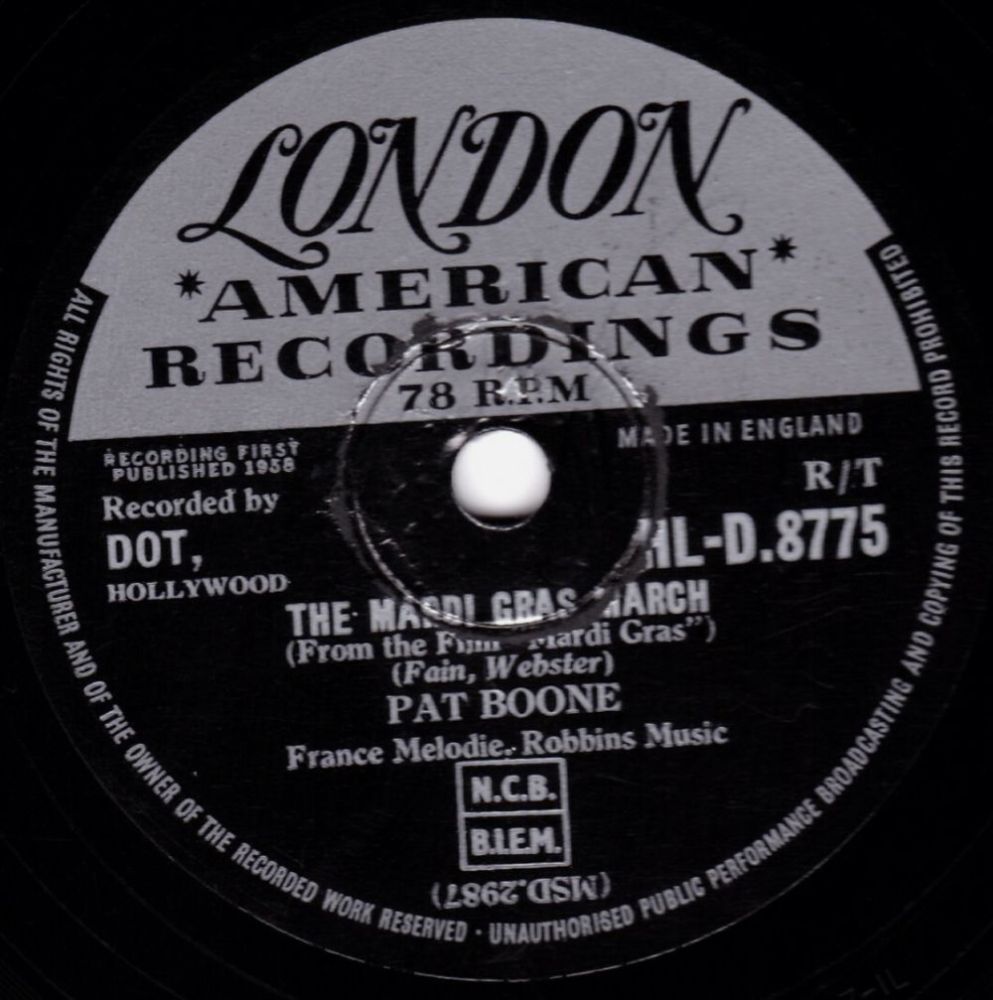 LONDON
*AMERICAN*
RECORDINGS
78 R.P.M
MADE IN ENGLAND
RECORDING FIRST
PUBLISHED 1958
Recorded by
DOT,
HOLLYWOOD
R/T
HL-D.8775
THE MARDI GRAS MARCH
(From the Film "Mardi Gras")
(Fain, Webster)
PAT BOONE
France Melodie. Robbins Music
N.C.B.
B.I.E.M.
(MSD.2987)
ALL RIGHTS OF THE MANUFACTURER AND OF THE OWNER OF THE RECORDED WORK RESERVED · UNAUTHORISED PUBLIC PERFORMANCE BROADCASTING AND COPYING OF THIS RECORD PROHIBITED